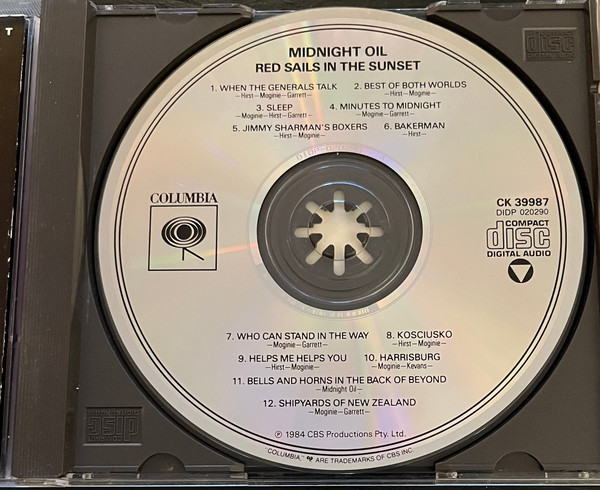 T
MIDNIGHT OIL
RED SAILS IN THE SUNSET
1. WHEN THE GENERALS TALK 2. BEST OF BOTH WORLDS
—Hirst—Moginie—Garrett— —Hirst—Moginie—
3. SLEEP 4. MINUTES TO MIDNIGHT
—Moginie—Hirst—Garrett— —Moginie—Garrett—
5. JIMMY SHARMAN'S BOXERS 6. BAKERMAN
—Hirst—Moginie— —Hirst—
COLUMBIA
CK 39987
DIDP 020290
COMPACT
disc
DIGITAL AUDIO
7. WHO CAN STAND IN THE WAY 8. KOSCIUSKO
—Moginie—Garrett— —Hirst—Moginie—
9. HELPS ME HELPS YOU 10. HARRISBURG
—Hirst—Moginie— —Moginie—Kevans—
11. BELLS AND HORNS IN THE BACK OF BEYOND
—Midnight Oil—
12. SHIPYARDS OF NEW ZEALAND
—Moginie—Garrett—
Ⓟ 1984 CBS Productions Pty. Ltd.
"COLUMBIA," ARE TRADEMARKS OF CBS INC.
disc
disc